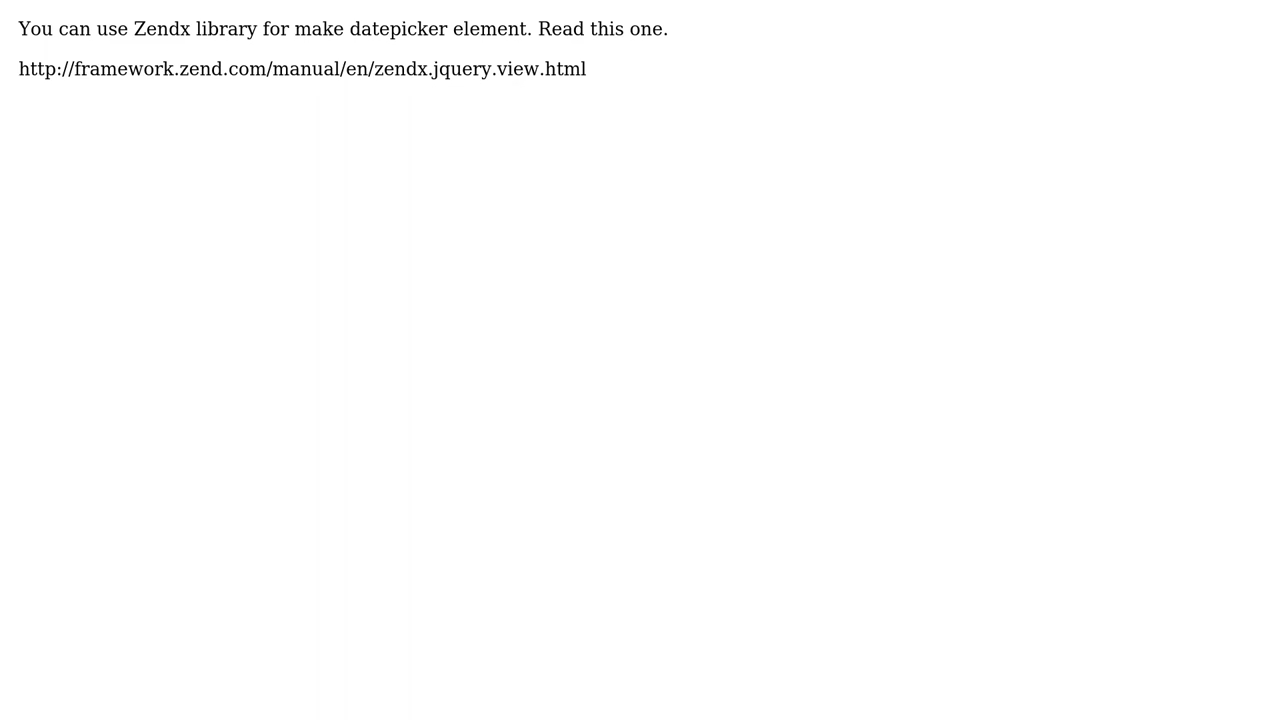 You can use Zendx library for make datepicker element. Read this one.
http://framework.zend.com/manual/en/zendx.jquery.view.html